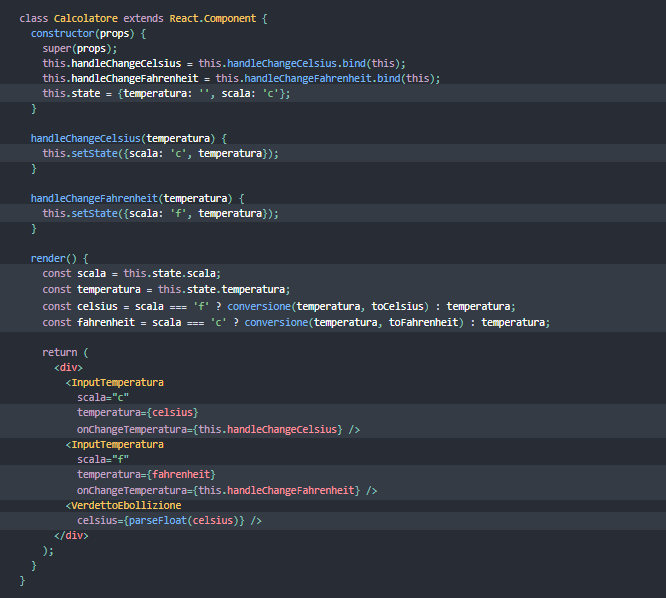 class Calcolatore extends React.Component {
  constructor(props) {
    super(props);
    this.handleChangeCelsius = this.handleChangeCelsius.bind(this);
    this.handleChangeFahrenheit = this.handleChangeFahrenheit.bind(this);
    this.state = {temperatura: '', scala: 'c'};
  }

  handleChangeCelsius(temperatura) {
    this.setState({scala: 'c', temperatura});
  }

  handleChangeFahrenheit(temperatura) {
    this.setState({scala: 'f', temperatura});
  }

  render() {
    const scala = this.state.scala;
    const temperatura = this.state.temperatura;
    const celsius = scala === 'f' ? conversione(temperatura, toCelsius) : temperatura;
    const fahrenheit = scala === 'c' ? conversione(temperatura, toFahrenheit) : temperatura;

    return (
      <div>
        <InputTemperatura
          scala="c"
          temperatura={celsius}
          onChangeTemperatura={this.handleChangeCelsius} />
        <InputTemperatura
          scala="f"
          temperatura={fahrenheit}
          onChangeTemperatura={this.handleChangeFahrenheit} />
        <VerdettoEbollizione
          celsius={parseFloat(celsius)} />
      </div>
    );
  }
}